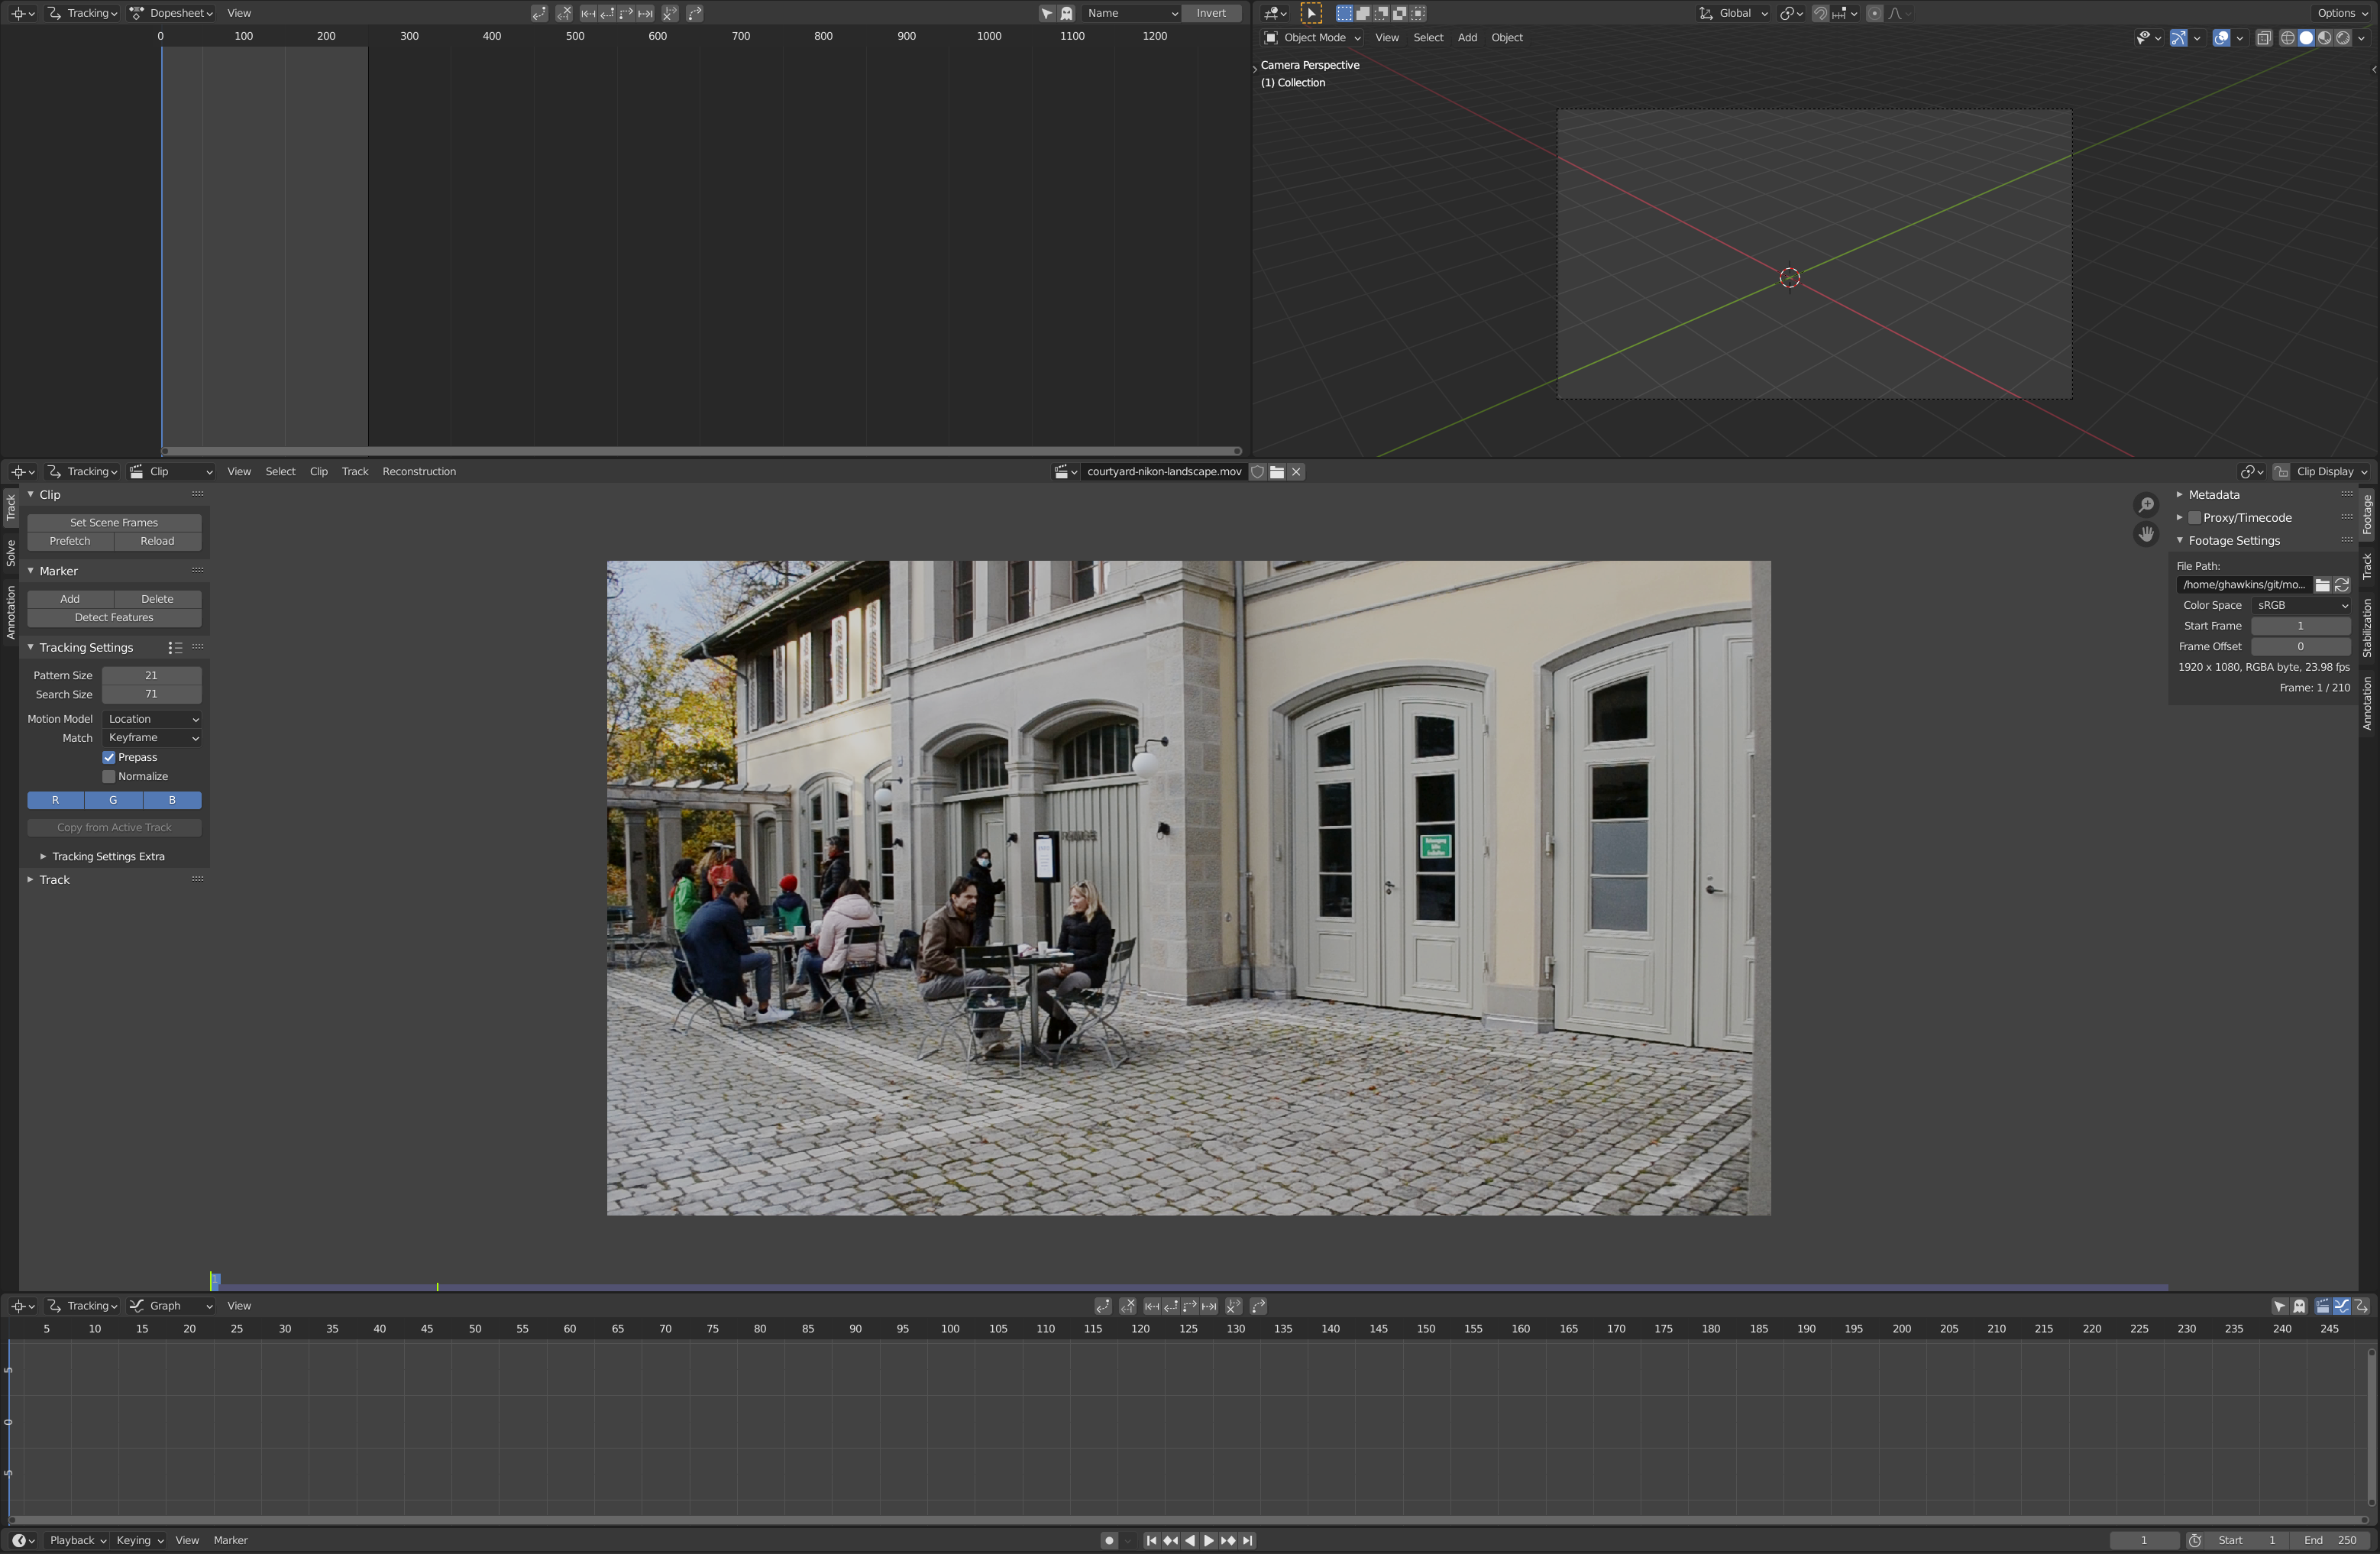 Tracking Dopesheet View Name Invert
0 100 200 300 400 500 600 700 800 900 1000 1100 1200
Global Options
Object Mode View Select Add Object
Camera Perspective
(1) Collection
Tracking Clip View Select Clip Track Reconstruction courtyard-nikon-landscape.mov Clip Display
Track
Solve
Annotation
Clip
Set Scene Frames
Prefetch Reload
Marker
Add Delete
Detect Features
Tracking Settings
Pattern Size 21
Search Size 71
Motion Model Location
Match Keyframe
Prepass
Normalize
R G B
Copy from Active Track
Tracking Settings Extra
Track
Metadata
Proxy/Timecode
Footage Settings
File Path:
/home/ghawkins/git/mo...
Color Space sRGB
Start Frame 1
Frame Offset 0
1920 x 1080, RGBA byte, 23.98 fps
Frame: 1 / 210
Footage
Track
Stabilization
Annotation
1
Tracking Graph View
5 10 15 20 25 30 35 40 45 50 55 60 65 70 75 80 85 90 95 100 105 110 115 120 125 130 135 140 145 150 155 160 165 170 175 180 185 190 195 200 205 210 215 220 225 230 235 240 245
5
0
-5
Playback Keying View Marker 1 Start 1 End 250